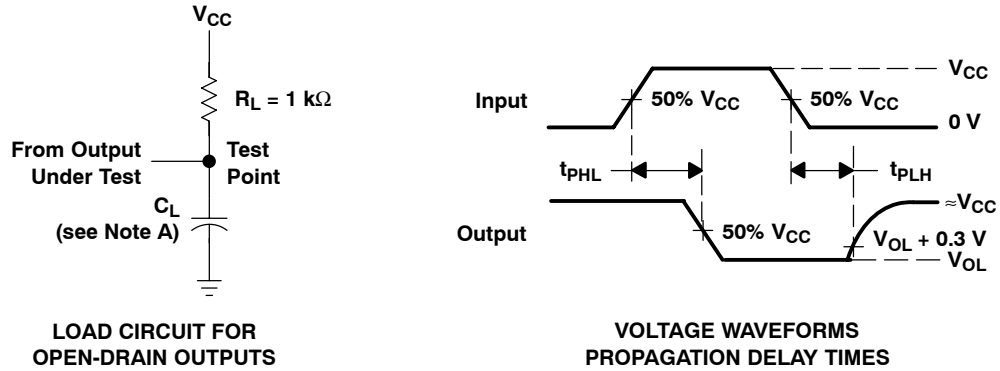 VCC
RL = 1 kΩ
From Output
Under Test
Test
Point
CL
(see Note A)
LOAD CIRCUIT FOR
OPEN-DRAIN OUTPUTS
Input
50% VCC
50% VCC
VCC
0 V
tPHL
tPLH
Output
50% VCC
≈VCC
VOL + 0.3 V
VOL
VOLTAGE WAVEFORMS
PROPAGATION DELAY TIMES